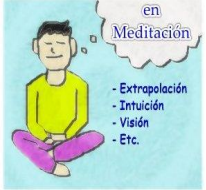 en
Meditación
- Extrapolación
- Intuición
- Visión
- Etc.